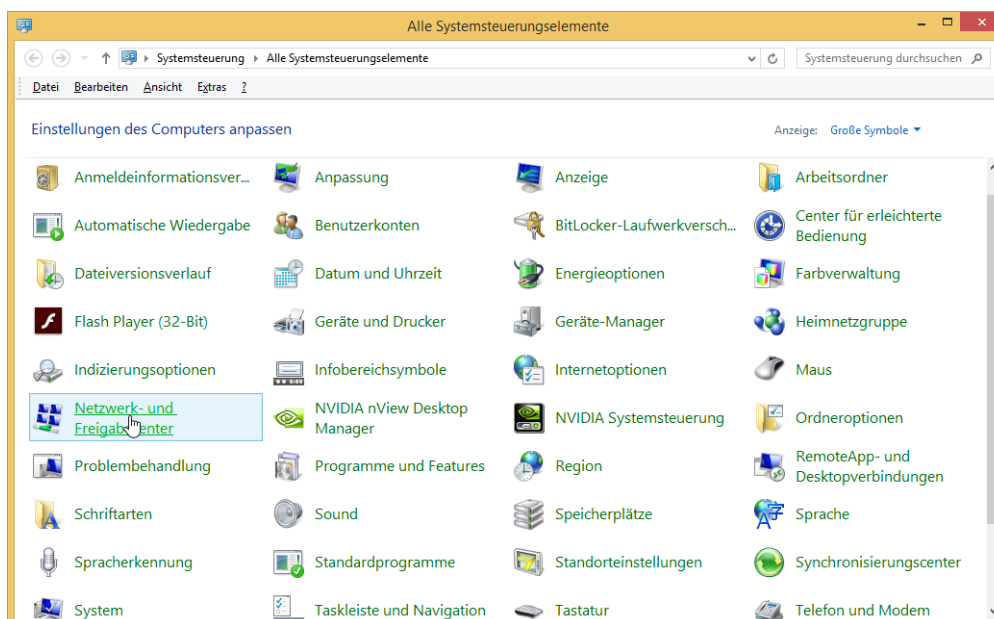 Alle Systemsteuerungselemente
Systemsteuerung Alle Systemsteuerungselemente
Systemsteuerung durchsuchen
Datei Bearbeiten Ansicht Extras ?
Einstellungen des Computers anpassen
Anzeige: Große Symbole
Anmeldeinformationsver...
Anpassung
Anzeige
Arbeitsordner
Automatische Wiedergabe
Benutzerkonten
BitLocker-Laufwerkversch...
Center für erleichterte
Bedienung
Dateiversionsverlauf
Datum und Uhrzeit
Energieoptionen
Farbverwaltung
Flash Player (32-Bit)
Geräte und Drucker
Geräte-Manager
Heimnetzgruppe
Indizierungsoptionen
Infobereichsymbole
Internetoptionen
Maus
Netzwerk- und
Freigabecenter
NVIDIA nView Desktop
Manager
NVIDIA Systemsteuerung
Ordneroptionen
Problembehandlung
Programme und Features
Region
RemoteApp- und
Desktopverbindungen
Schriftarten
Sound
Speicherplätze
Sprache
Spracherkennung
Standardprogramme
Standorteinstellungen
Synchronisierungscenter
System
Taskleiste und Navigation
Tastatur
Telefon und Modem